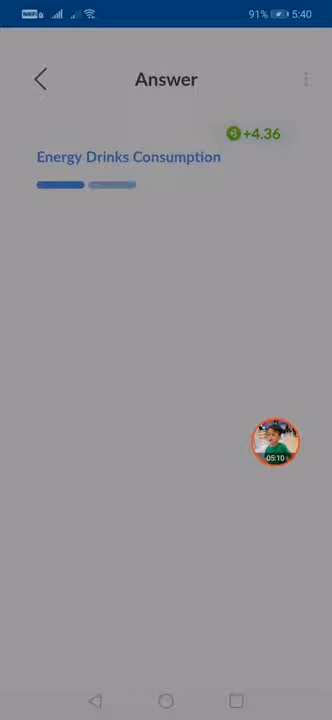 91% 5:40
Answer
+4.36
Energy Drinks Consumption
05:10